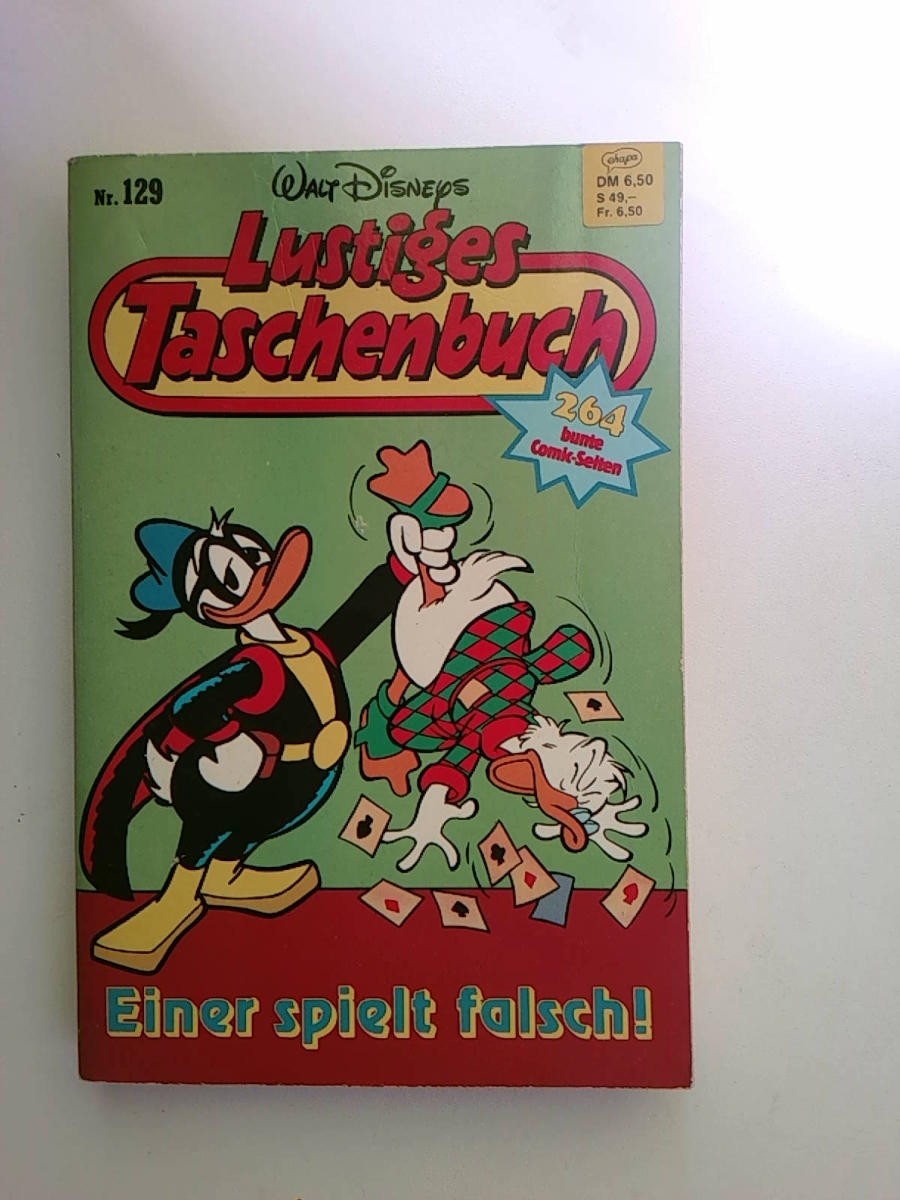 Nr. 129
WALT DISNEYS
ehapa
DM 6,50
S 49,–
Fr. 6,50
Lustiges
Taschenbuch
264
bunte
Comic-Seiten
Einer spielt falsch!